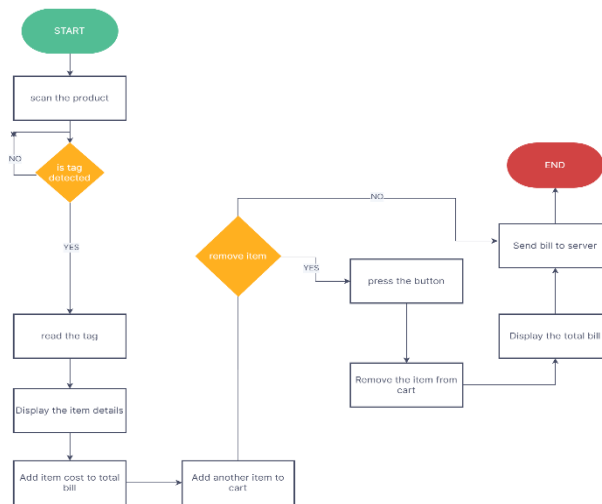 START
scan the product
NO
is tag
detected
YES
read the tag
Display the item details
Add item cost to total
bill
Add another item to
cart
remove item
NO
YES
press the button
Remove the item from
cart
Display the total bill
Send bill to server
END